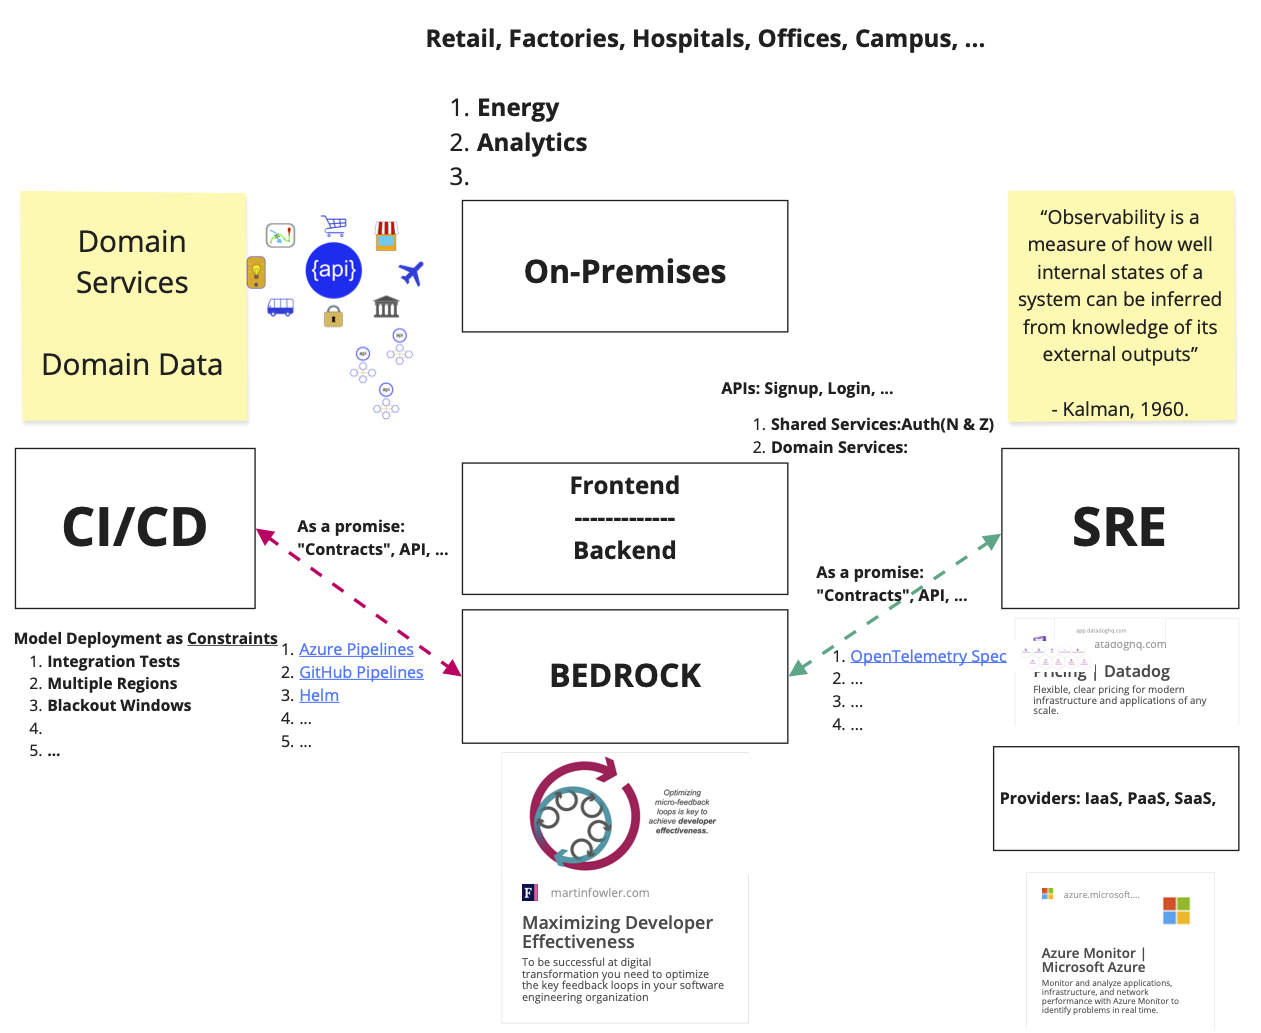 Retail, Factories, Hospitals, Offices, Campus, ...
1. Energy
2. Analytics
3.
Domain
Services
Domain Data
{api}
api
api
api
On-Premises
“Observability is a
measure of how well
internal states of a
system can be inferred
from knowledge of its
external outputs”
- Kalman, 1960.
APIs: Signup, Login, ...
1. Shared Services:Auth(N & Z)
2. Domain Services:
CI/CD
As a promise:
"Contracts", API, ...
Frontend
-------------
Backend
SRE
As a promise:
"Contracts", API, ...
Model Deployment as Constraints
1. Integration Tests
2. Multiple Regions
3. Blackout Windows
4.
5. ...
1. Azure Pipelines
2. GitHub Pipelines
3. Helm
4. ...
5. ...
BEDROCK
1. OpenTelemetry Spec
2. ...
3. ...
4. ...
app.datadoghq.com
atadoghq.com
Pricing | Datadog
Flexible, clear pricing for modern
infrastructure and applications of any
scale.
Providers: IaaS, PaaS, SaaS,
Optimizing
micro-feedback
loops is key to
achieve developer
effectiveness.
F
martinfowler.com
Maximizing Developer
Effectiveness
To be successful at digital
transformation you need to optimize
the key feedback loops in your software
engineering organization
azure.microsoft....
Azure Monitor |
Microsoft Azure
Monitor and analyze applications,
infrastructure, and network
performance with Azure Monitor to
identify problems in real time.